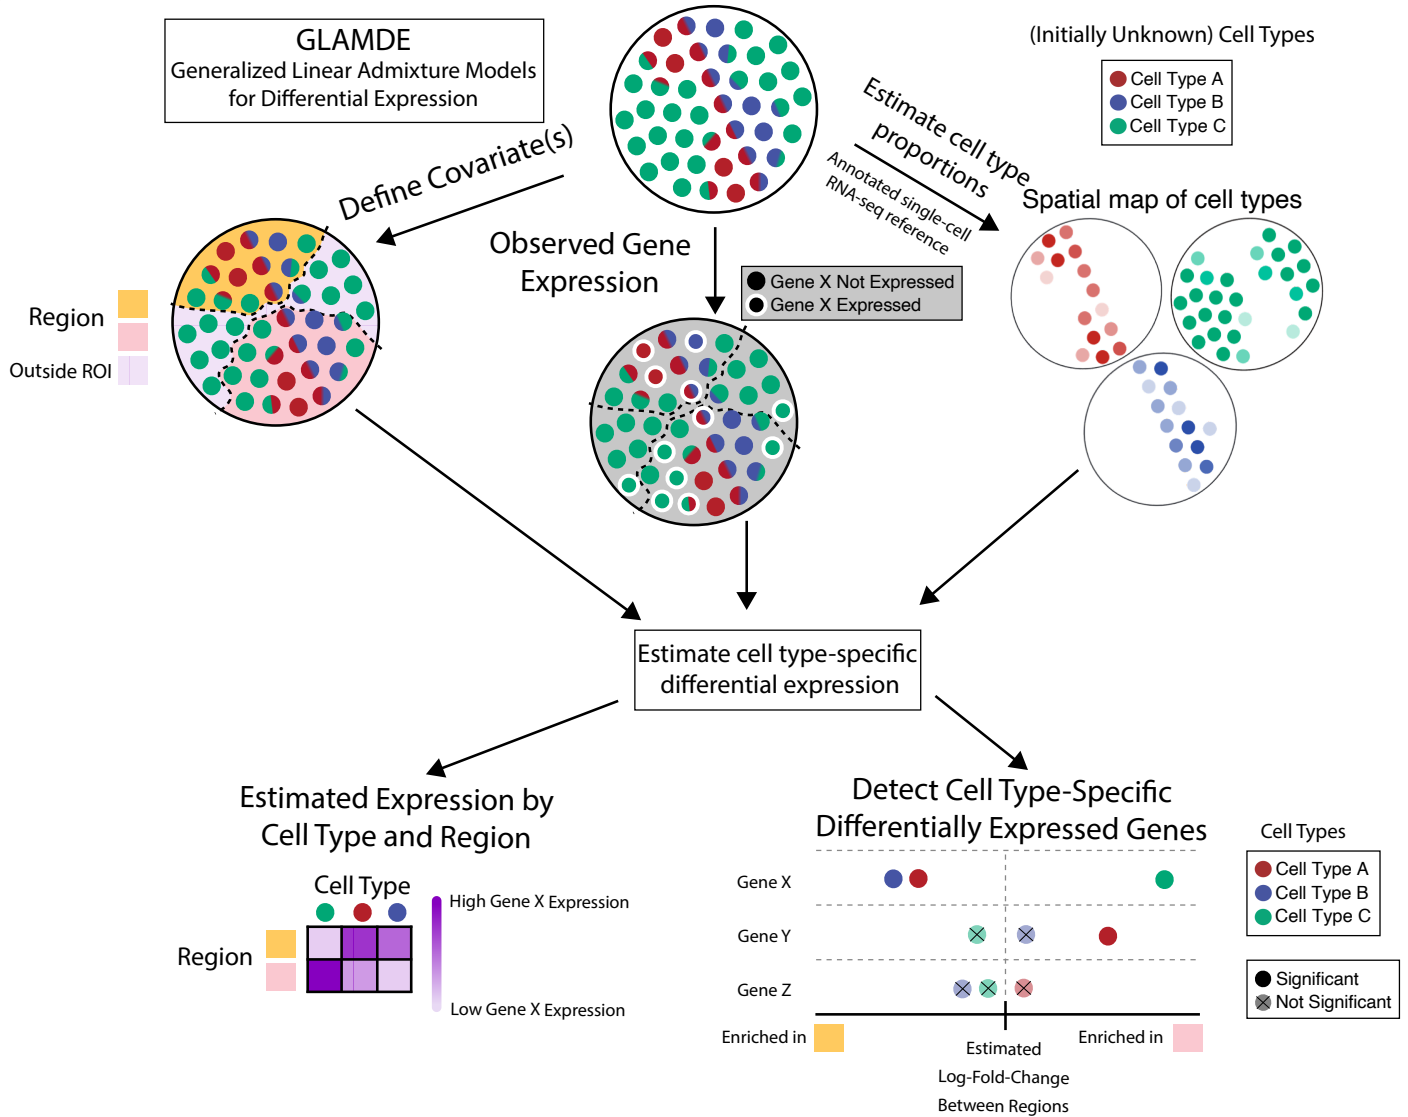 GLAMDE
Generalized Linear Admixture Models
for Differential Expression
(Initially Unknown) Cell Types
Cell Type A
Cell Type B
Cell Type C
Define Covariate(s)
Estimate cell type
proportions
Annotated single-cell
RNA-seq reference
Spatial map of cell types
Observed Gene
Expression
Gene X Not Expressed
Gene X Expressed
Region
Outside ROI
Estimate cell type-specific
differential expression
Estimated Expression by
Cell Type and Region
Cell Type
Region
High Gene X Expression
Low Gene X Expression
Detect Cell Type-Specific
Differentially Expressed Genes
Gene X
Gene Y
Gene Z
Enriched in
Enriched in
Estimated
Log-Fold-Change
Between Regions
Cell Types
Cell Type A
Cell Type B
Cell Type C
Significant
Not Significant